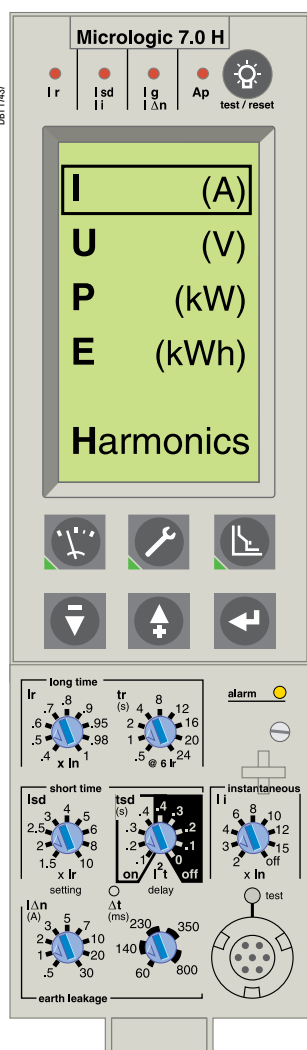 Micrologic 7.0 H
Ir
Isd
Ii
Ig
I∆n
Ap
test / reset
DB117437
I (A)
U (V)
P (kW)
E (kWh)
Harmonics
long time
Ir
.4 .5 .6 .7 .8 .9 .95 .98 1
x In
tr
(s)
.5 1 2 4 8 12 16 20 24
@ 6 Ir
alarm
short time
Isd
1.5 2 2.5 3 4 5 6 8 10
x Ir
setting
tsd
(s)
.1 .2 .3 .4 .4 .3 .2 .1 0
on I²t off
delay
instantaneous
Ii
2 3 4 6 8 10 12 15 off
x In
test
I∆n
(A)
.5 1 2 3 5 7 10 20 30
∆t
(ms)
60 140 230 350 800
earth leakage